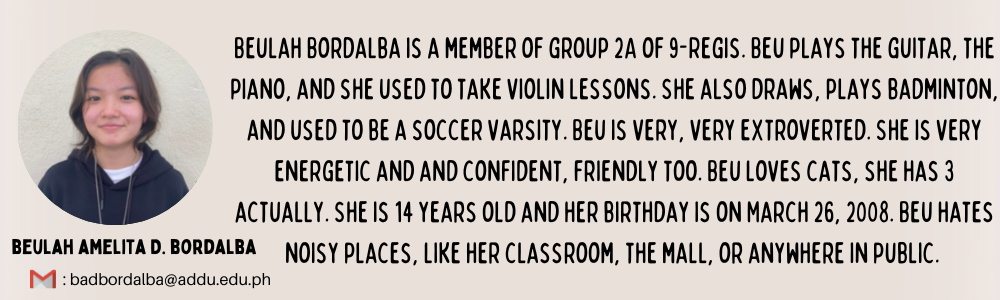 BEULAH BORDALBA IS A MEMBER OF GROUP 2A OF 9-REGIS. BEU PLAYS THE GUITAR, THE
PIANO, AND SHE USED TO TAKE VIOLIN LESSONS. SHE ALSO DRAWS, PLAYS BADMINTON,
AND USED TO BE A SOCCER VARSITY. BEU IS VERY, VERY EXTROVERTED. SHE IS VERY
ENERGETIC AND AND CONFIDENT, FRIENDLY TOO. BEU LOVES CATS, SHE HAS 3
ACTUALLY. SHE IS 14 YEARS OLD AND HER BIRTHDAY IS ON MARCH 26, 2008. BEU HATES
NOISY PLACES, LIKE HER CLASSROOM, THE MALL, OR ANYWHERE IN PUBLIC.
BEULAH AMELITA D. BORDALBA
: badbordalba@addu.edu.ph